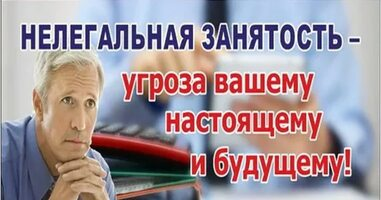 НЕЛЕГАЛЬНАЯ ЗАНЯТОСТЬ –
угроза вашему
настоящему
и будущему!